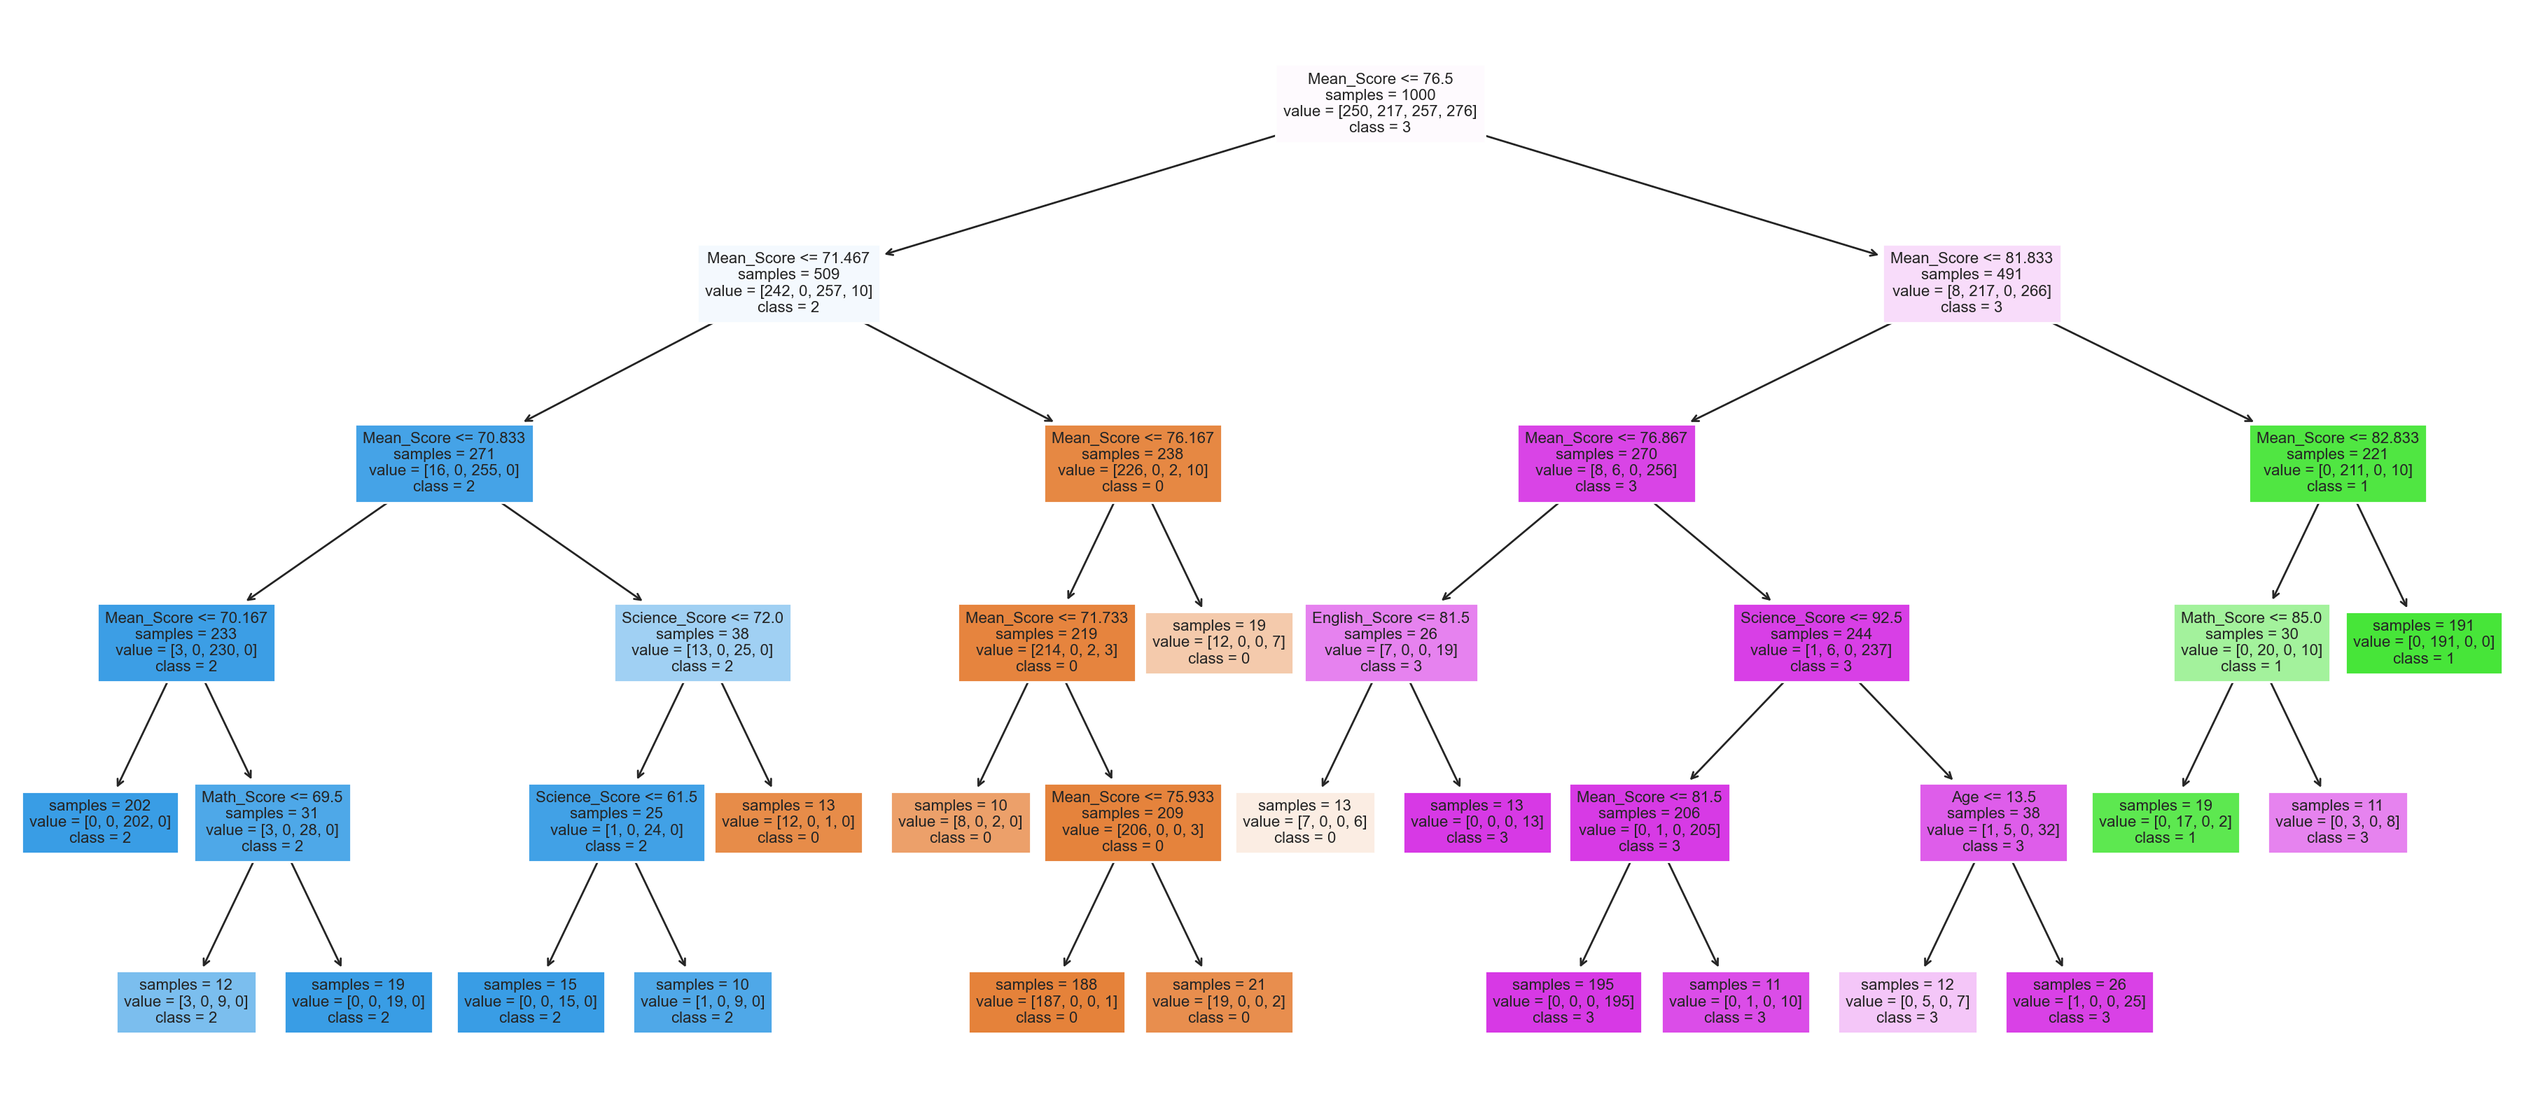 Mean_Score <= 76.5
samples = 1000
value = [250, 217, 257, 276]
class = 3
Mean_Score <= 71.467
samples = 509
value = [242, 0, 257, 10]
class = 2
Mean_Score <= 81.833
samples = 491
value = [8, 217, 0, 266]
class = 3
Mean_Score <= 70.833
samples = 271
value = [16, 0, 255, 0]
class = 2
Mean_Score <= 76.167
samples = 238
value = [226, 0, 2, 10]
class = 0
Mean_Score <= 76.867
samples = 270
value = [8, 6, 0, 256]
class = 3
Mean_Score <= 82.833
samples = 221
value = [0, 211, 0, 10]
class = 1
Mean_Score <= 70.167
samples = 233
value = [3, 0, 230, 0]
class = 2
Science_Score <= 72.0
samples = 38
value = [13, 0, 25, 0]
class = 2
Mean_Score <= 71.733
samples = 219
value = [214, 0, 2, 3]
class = 0
samples = 19
value = [12, 0, 0, 7]
class = 0
English_Score <= 81.5
samples = 26
value = [7, 0, 0, 19]
class = 3
Science_Score <= 92.5
samples = 244
value = [1, 6, 0, 237]
class = 3
Math_Score <= 85.0
samples = 30
value = [0, 20, 0, 10]
class = 1
samples = 191
value = [0, 191, 0, 0]
class = 1
samples = 202
value = [0, 0, 202, 0]
class = 2
Math_Score <= 69.5
samples = 31
value = [3, 0, 28, 0]
class = 2
Science_Score <= 61.5
samples = 25
value = [1, 0, 24, 0]
class = 2
samples = 13
value = [12, 0, 1, 0]
class = 0
samples = 10
value = [8, 0, 2, 0]
class = 0
Mean_Score <= 75.933
samples = 209
value = [206, 0, 0, 3]
class = 0
samples = 13
value = [7, 0, 0, 6]
class = 0
samples = 13
value = [0, 0, 0, 13]
class = 3
Mean_Score <= 81.5
samples = 206
value = [0, 1, 0, 205]
class = 3
Age <= 13.5
samples = 38
value = [1, 5, 0, 32]
class = 3
samples = 19
value = [0, 17, 0, 2]
class = 1
samples = 11
value = [0, 3, 0, 8]
class = 3
samples = 12
value = [3, 0, 9, 0]
class = 2
samples = 19
value = [0, 0, 19, 0]
class = 2
samples = 15
value = [0, 0, 15, 0]
class = 2
samples = 10
value = [1, 0, 9, 0]
class = 2
samples = 188
value = [187, 0, 0, 1]
class = 0
samples = 21
value = [19, 0, 0, 2]
class = 0
samples = 195
value = [0, 0, 0, 195]
class = 3
samples = 11
value = [0, 1, 0, 10]
class = 3
samples = 12
value = [0, 5, 0, 7]
class = 3
samples = 26
value = [1, 0, 0, 25]
class = 3